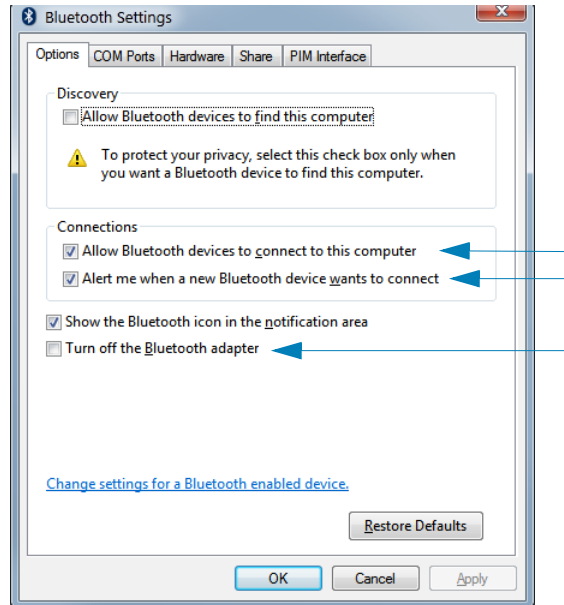 Bluetooth Settings
Options COM Ports Hardware Share PIM Interface
Discovery
Allow Bluetooth devices to find this computer
To protect your privacy, select this check box only when
you want a Bluetooth device to find this computer.
Connections
Allow Bluetooth devices to connect to this computer
Alert me when a new Bluetooth device wants to connect
Show the Bluetooth icon in the notification area
Turn off the Bluetooth adapter
Change settings for a Bluetooth enabled device.
Restore Defaults
OK Cancel Apply